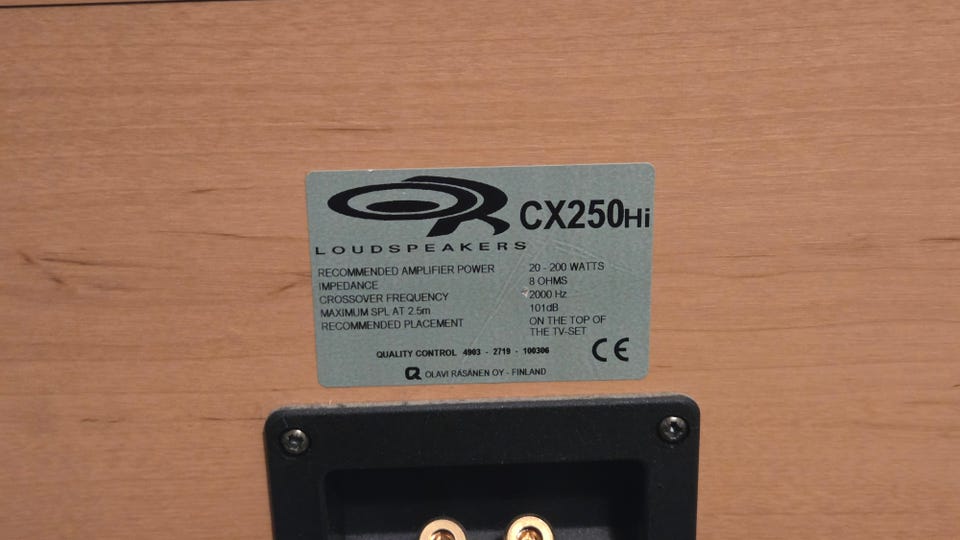 OR CX250Hi
LOUDSPEAKERS
RECOMMENDED AMPLIFIER POWER 20 - 200 WATTS
IMPEDANCE 8 OHMS
CROSSOVER FREQUENCY 2000 Hz
MAXIMUM SPL AT 2.5m 101dB
RECOMMENDED PLACEMENT ON THE TOP OF
THE TV-SET
QUALITY CONTROL 4903 - 2719 - 100306 CE
OLAVI RÄSÄNEN OY - FINLAND